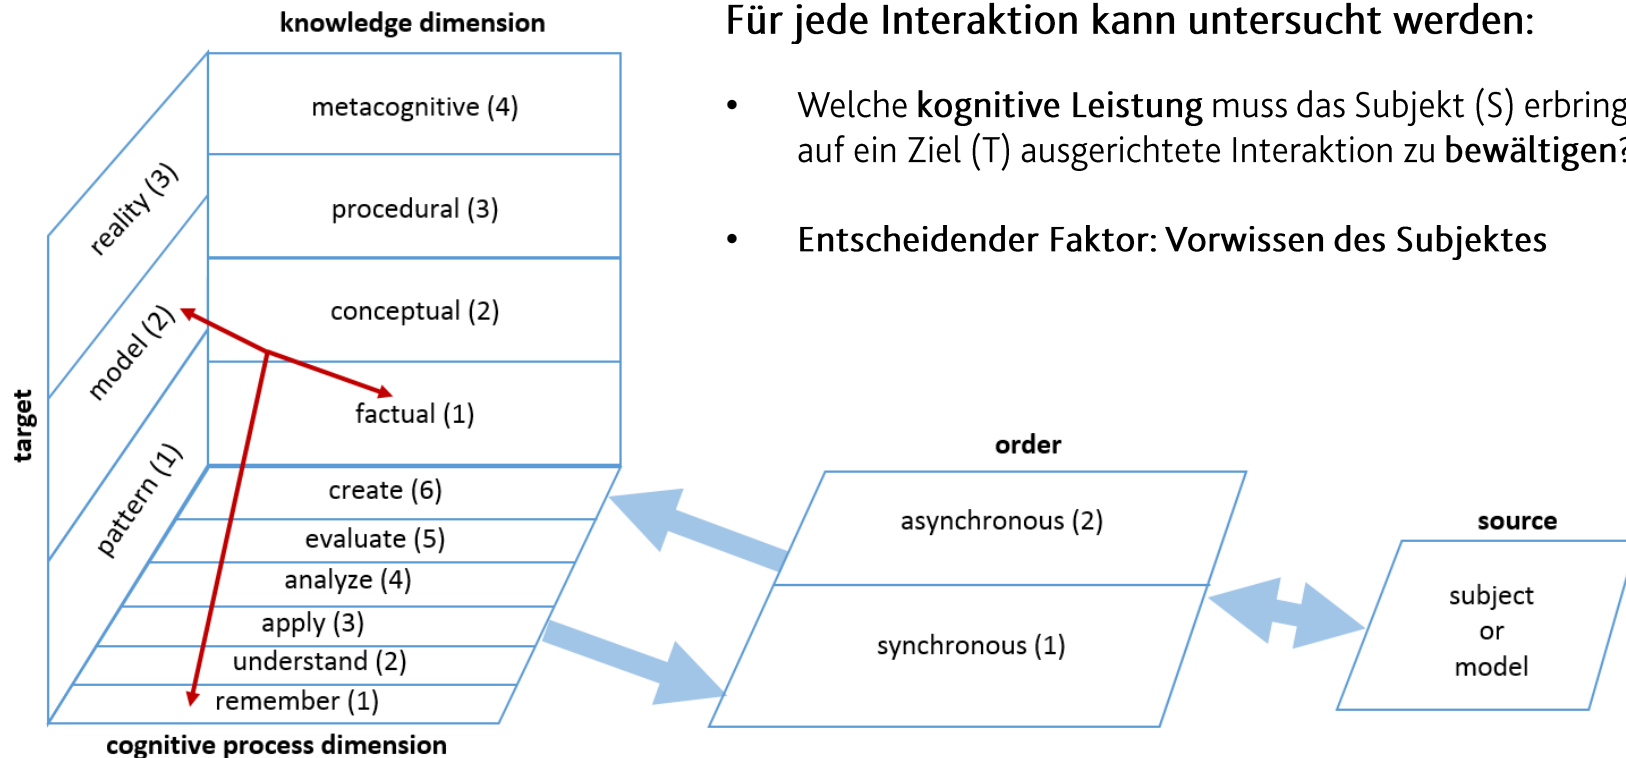 knowledge dimension
metacognitive (4)
procedural (3)
conceptual (2)
factual (1)
target
reality (3)
model (2)
pattern (1)
create (6)
evaluate (5)
analyze (4)
apply (3)
understand (2)
remember (1)
cognitive process dimension
Für jede Interaktion kann untersucht werden:
• Welche kognitive Leistung muss das Subjekt (S) erbring
auf ein Ziel (T) ausgerichtete Interaktion zu bewältigen?
• Entscheidender Faktor: Vorwissen des Subjektes
order
asynchronous (2)
synchronous (1)
source
subject
or
model